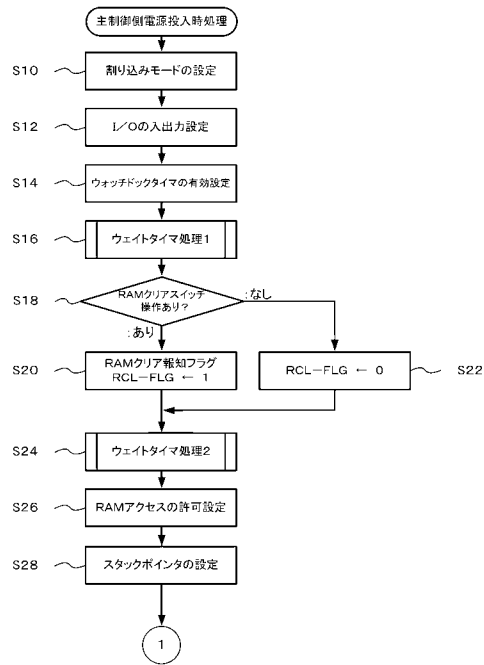 主制御側電源投入時処理
S10
割り込みモードの設定
S12
I／Oの入出力設定
S14
ウォッチドックタイマの有効設定
S16
ウェイトタイマ処理1
S18
RAMクリアスイッチ
操作あり？
：なし
：あり
S20
RAMクリア報知フラグ
RCL－FLG ← 1
RCL－FLG ← 0
S22
S24
ウェイトタイマ処理2
S26
RAMアクセスの許可設定
S28
スタックポインタの設定
1